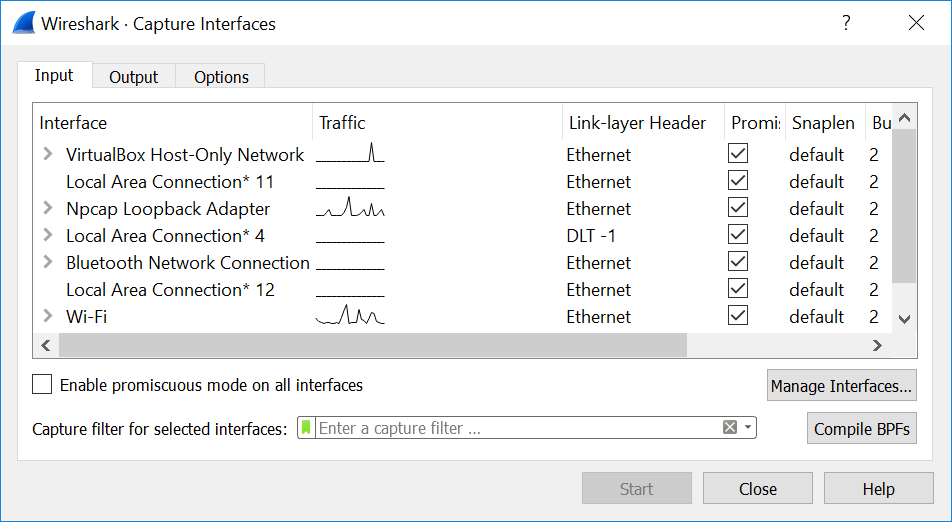 Wireshark · Capture Interfaces
Input Output Options
Interface Traffic Link-layer Header Promis Snaplen Bu
VirtualBox Host-Only Network Ethernet default 2
Local Area Connection* 11 Ethernet default 2
Npcap Loopback Adapter Ethernet default 2
Local Area Connection* 4 DLT -1 default 2
Bluetooth Network Connection Ethernet default 2
Local Area Connection* 12 Ethernet default 2
Wi-Fi Ethernet default 2
Enable promiscuous mode on all interfaces Manage Interfaces...
Capture filter for selected interfaces: Enter a capture filter ... Compile BPFs
Start Close Help